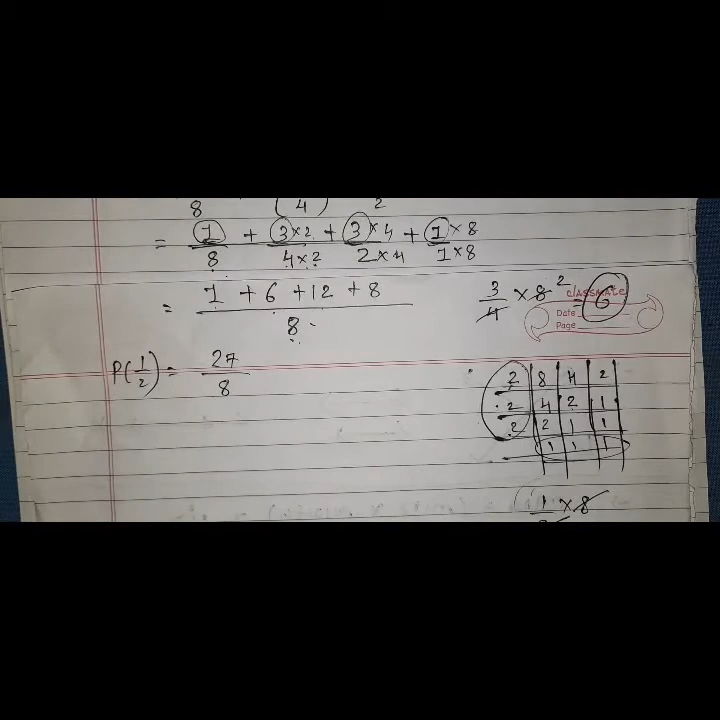 8 ( 4 ) 2
= 1/8 + 3×2/4×2 + 3×4/2×4 + 1×8/1×8
= 1 + 6 + 12 + 8 / 8
3/4 × 8 2 = 6
classmate
Date
Page
P(1/2) = 27/8
2 8 4 2
2 4 2 1
2 2 1 1
1 1 1
1 × 8